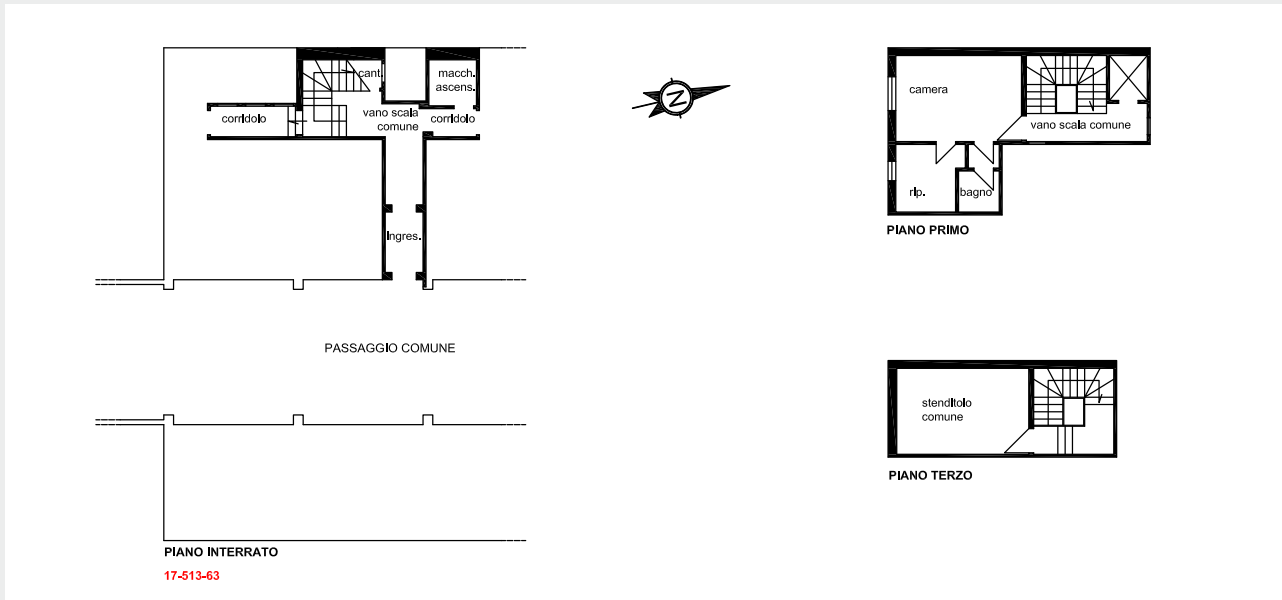 cant.
macch.
ascens.
corridoio
vano scala
comune
corridoio
Ingres.
PASSAGGIO COMUNE
PIANO INTERRATO
17-513-63
N
camera
vano scala comune
rip.
bagno
PIANO PRIMO
stenditoio
comune
PIANO TERZO